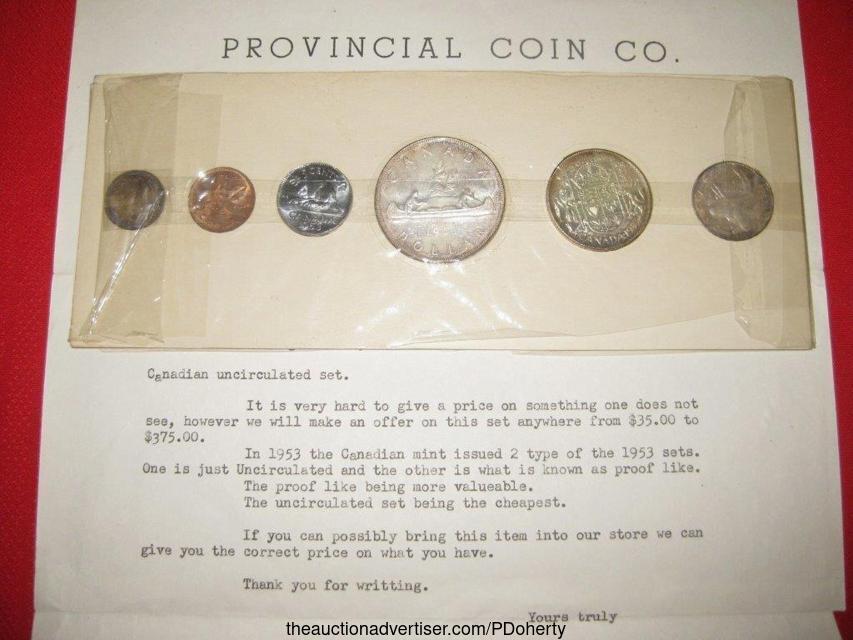 PROVINCIAL COIN CO.
CANADA
DOLLAR
5 CENTS
CANADA
1953
CANADA
Canadian uncirculated set.
It is very hard to give a price on something one does not
see, however we will make an offer on this set anywhere from $35.00 to
$375.00.
In 1953 the Canadian mint issued 2 type of the 1953 sets.
One is just Uncirculated and the other is what is known as proof like.
The proof like being more valueable.
The uncirculated set being the cheapest.
If you can possibly bring this item into our store we can
give you the correct price on what you have.
Thank you for writting.
Yours truly
theauctionadvertiser.com/PDoherty